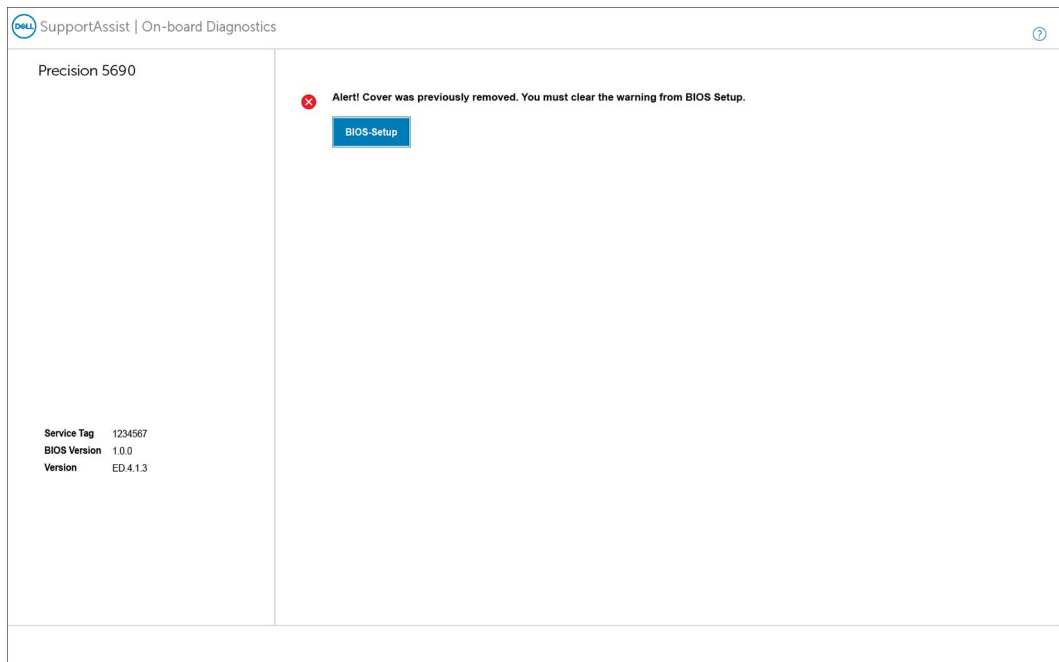 DELL SupportAssist | On-board Diagnostics
?
Precision 5690
Alert! Cover was previously removed. You must clear the warning from BIOS Setup.
BIOS-Setup
Service Tag 1234567
BIOS Version 1.0.0
Version ED.4.1.3